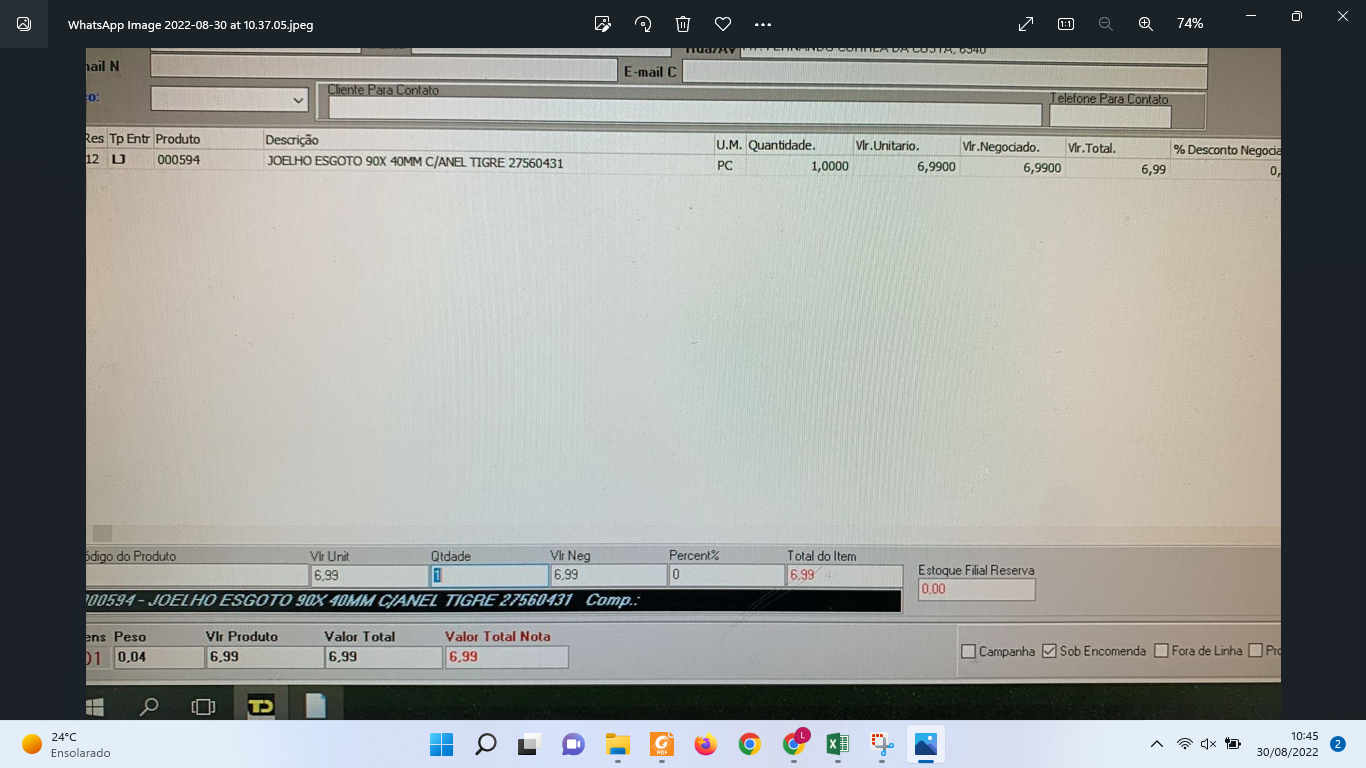 WhatsApp Image 2022-08-30 at 10.37.05.jpeg
74%
E-mail C
Cliente Para Contato
Telefone Para Contato
Res Tp Entr Produto Descrição U.M. Quantidade. Vlr.Unitario. Vlr.Negociado. Vlr.Total. % Desconto Negocia
12 LJ 000594 JOELHO ESGOTO 90X 40MM C/ANEL TIGRE 27560431 PC 1,0000 6,9900 6,9900 6,99 0,
ódigo do Produto Vlr Unit Qtdade Vlr Neg Percent% Total do Item Estoque Filial Reserva
6,99 1 6,99 0 6,99 0,00
000594 - JOELHO ESGOTO 90X 40MM C/ANEL TIGRE 27560431 Comp.:
ens Peso Vlr Produto Valor Total Valor Total Nota
01 0,04 6,99 6,99 6,99
Campanha Sob Encomenda Fora de Linha Pro
TD
24°C
Ensolarado
L
PDF
10:45
30/08/2022
2